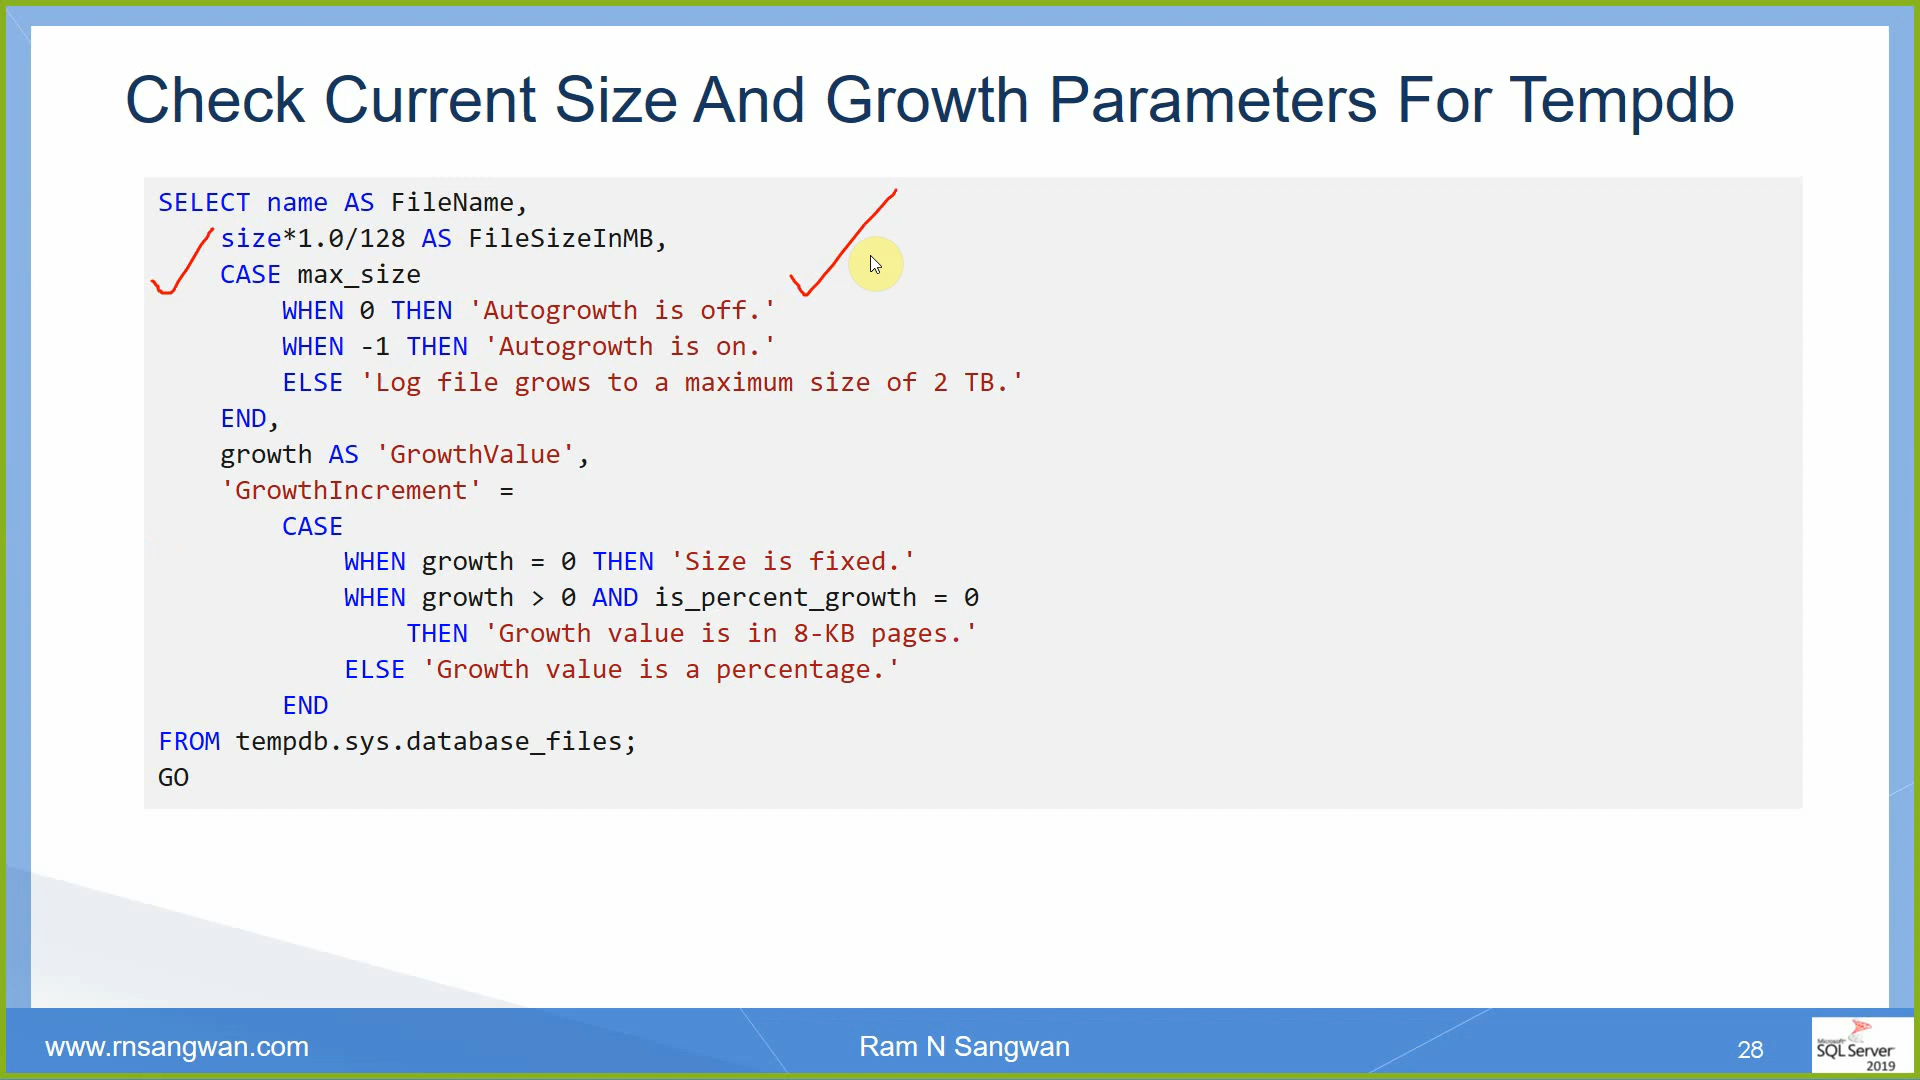 Check Current Size And Growth Parameters For Tempdb
SELECT name AS FileName,
size*1.0/128 AS FileSizeInMB,
CASE max_size
WHEN 0 THEN 'Autogrowth is off.'
WHEN -1 THEN 'Autogrowth is on.'
ELSE 'Log file grows to a maximum size of 2 TB.'
END,
growth AS 'GrowthValue',
'GrowthIncrement' =
CASE
WHEN growth = 0 THEN 'Size is fixed.'
WHEN growth > 0 AND is_percent_growth = 0
THEN 'Growth value is in 8-KB pages.'
ELSE 'Growth value is a percentage.'
END
FROM tempdb.sys.database_files;
GO
www.rnsangwan.com
Ram N Sangwan
28
Microsoft
SQL Server
2019